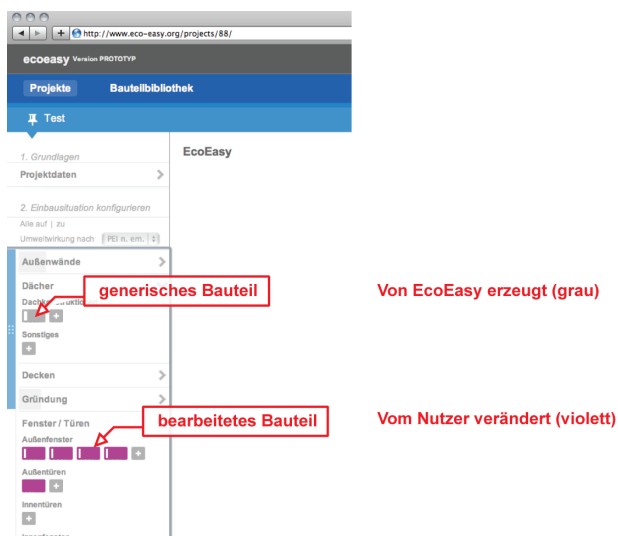 http://www.eco-easy.org/projects/88/
ecoeasy Version PROTOTYP
Projekte Bauteilbibliothek
Test
EcoEasy
1. Grundlagen
Projektdaten
2. Einbausituation konfigurieren
Alle auf | zu
Umweltwirkung nach PEI n. em.
Außenwände
Dächer
generisches Bauteil
Von EcoEasy erzeugt (grau)
Sonstiges
Decken
Gründung
Fenster / Türen
bearbeitetes Bauteil
Vom Nutzer verändert (violett)
Außenfenster
Außentüren
Innentüren